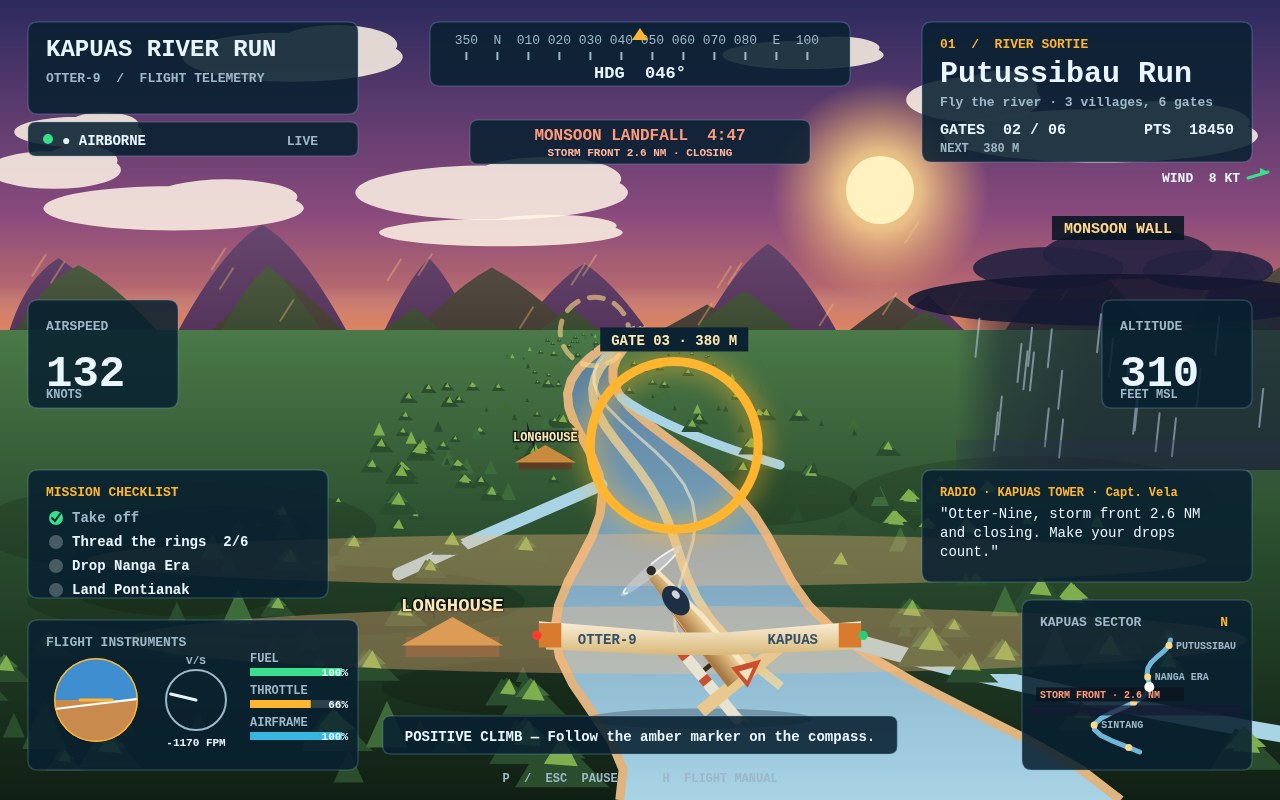 KAPUAS RIVER RUN
OTTER-9 / FLIGHT TELEMETRY
● AIRBORNE LIVE
350 N 010 020 030 040 050 060 070 080 E 100
HDG 046°
MONSOON LANDFALL 4:47
STORM FRONT 2.6 NM · CLOSING
01 / RIVER SORTIE
Putussibau Run
Fly the river · 3 villages, 6 gates
GATES 02 / 06 PTS 18450
NEXT 380 M
WIND 8 KT
MONSOON WALL
AIRSPEED
132
KNOTS
ALTITUDE
310
FEET MSL
GATE 03 · 380 M
LONGHOUSE
LONGHOUSE
MISSION CHECKLIST
Take off
Thread the rings 2/6
Drop Nanga Era
Land Pontianak
RADIO · KAPUAS TOWER · Capt. Vela
"Otter-Nine, storm front 2.6 NM
and closing. Make your drops
count."
OTTER-9 KAPUAS
FLIGHT INSTRUMENTS
V/S
-1170 FPM
FUEL
100%
THROTTLE
66%
AIRFRAME
100%
KAPUAS SECTOR N
PUTUSSIBAU
NANGA ERA
STORM FRONT · 2.6 NM
SINTANG
POSITIVE CLIMB — Follow the amber marker on the compass.
P / ESC PAUSE H FLIGHT MANUAL